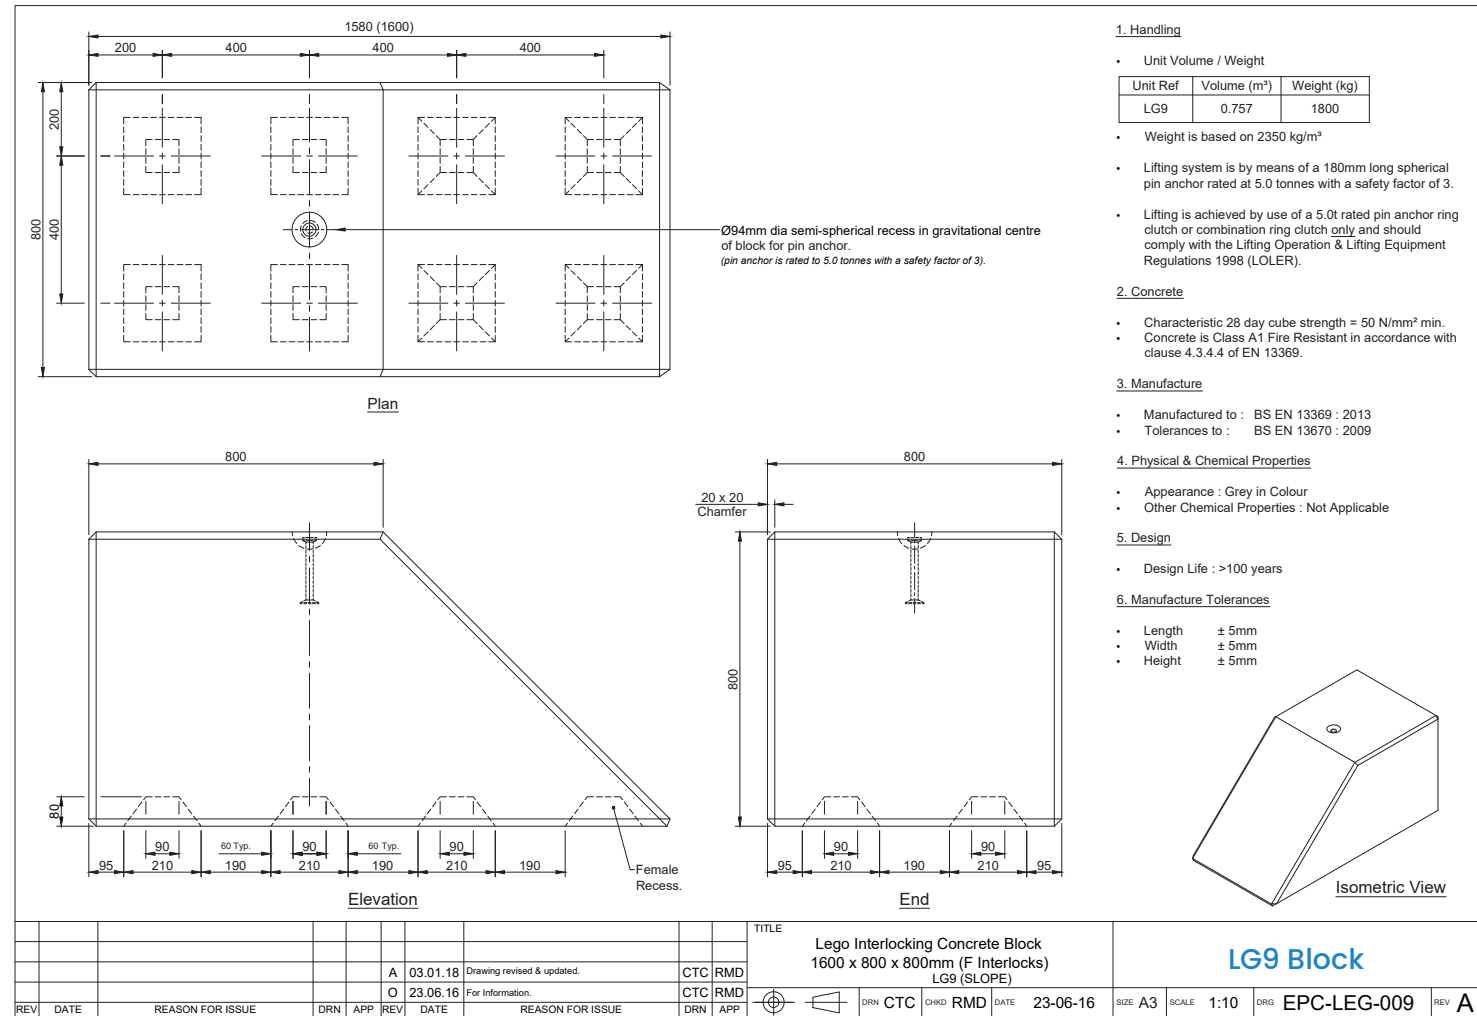 1580 (1600)
200 400 400 400
200
400
800
Ø94mm dia semi-spherical recess in gravitational centre
of block for pin anchor.
(pin anchor is rated to 5.0 tonnes with a safety factor of 3).
Plan
800
80
90 60 Typ. 90 60 Typ. 90
95 210 190 210 190 210 190
Female
Recess.
Elevation
800
20 x 20
Chamfer
800
90 90
95 210 190 210 95
End
1. Handling
• Unit Volume / Weight
Unit Ref Volume (m³) Weight (kg)
LG9 0.757 1800
• Weight is based on 2350 kg/m³
• Lifting system is by means of a 180mm long spherical
pin anchor rated at 5.0 tonnes with a safety factor of 3.
• Lifting is achieved by use of a 5.0t rated pin anchor ring
clutch or combination ring clutch only and should
comply with the Lifting Operation & Lifting Equipment
Regulations 1998 (LOLER).
2. Concrete
• Characteristic 28 day cube strength = 50 N/mm² min.
• Concrete is Class A1 Fire Resistant in accordance with
clause 4.3.4.4 of EN 13369.
3. Manufacture
• Manufactured to : BS EN 13369 : 2013
• Tolerances to : BS EN 13670 : 2009
4. Physical & Chemical Properties
• Appearance : Grey in Colour
• Other Chemical Properties : Not Applicable
5. Design
• Design Life : >100 years
6. Manufacture Tolerances
• Length ± 5mm
• Width ± 5mm
• Height ± 5mm
Isometric View
A 03.01.18 Drawing revised & updated. CTC RMD
O 23.06.16 For Information. CTC RMD
REV DATE REASON FOR ISSUE DRN APP REV DATE REASON FOR ISSUE DRN APP
TITLE
Lego Interlocking Concrete Block
1600 x 800 x 800mm (F Interlocks)
LG9 (SLOPE)
LG9 Block
DRN CTC CHKD RMD DATE 23-06-16 SIZE A3 SCALE 1:10 DRG EPC-LEG-009 REV A